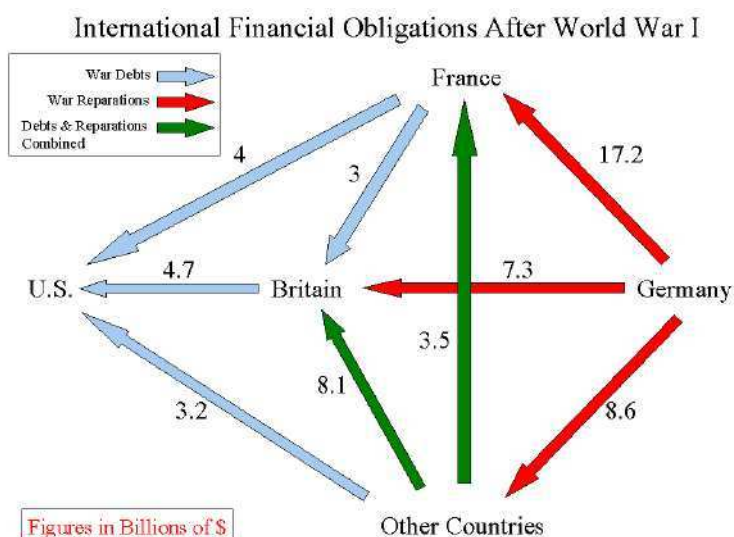 International Financial Obligations After World War I
War Debts
War Reparations
Debts & Reparations
Combined
France
4
3
17.2
U.S.
4.7
Britain
7.3
Germany
3.5
8.1
3.2
8.6
Figures in Billions of $
Other Countries